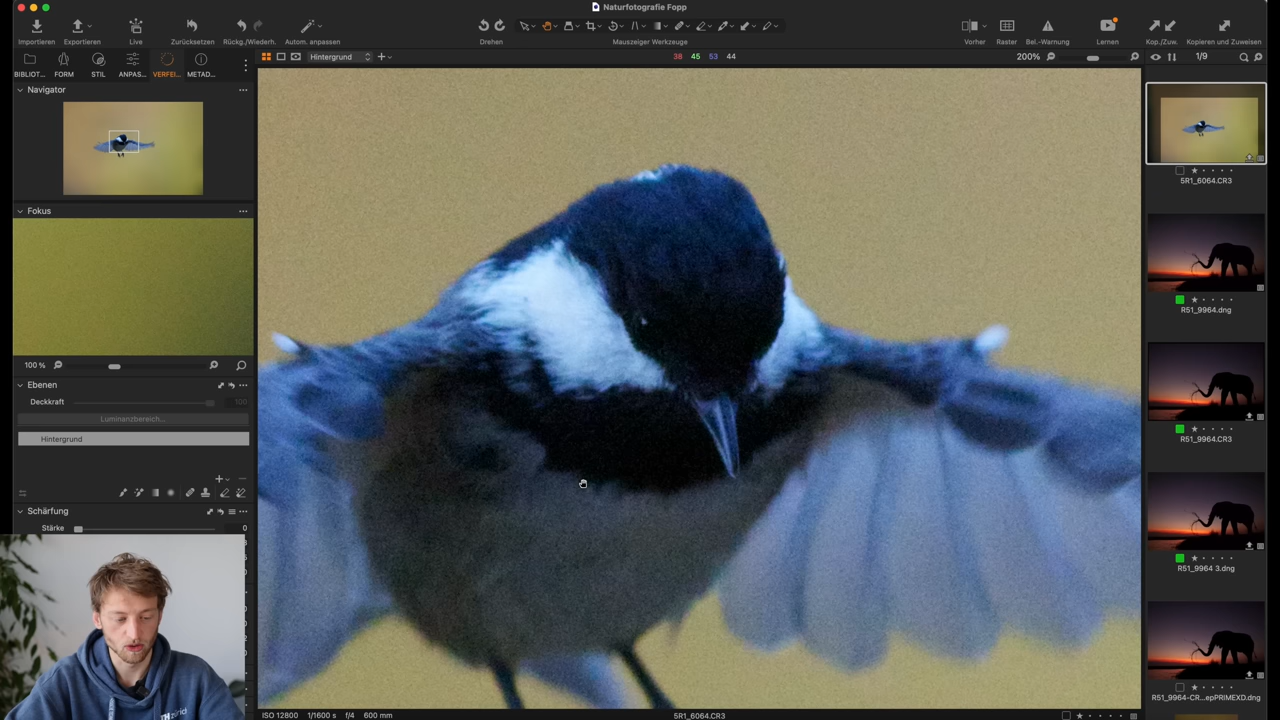 Naturfotografie Fopp
Importieren
Exportieren
Live
Zurücksetzen
Rückg./Wiederh.
Autom. anpassen
Drehen
Mauszeiger Werkzeuge
Vorher
Raster
Bel.-Warnung
Lernen
Kop./Zuw.
Kopieren und Zuweisen
BIBLIOT...
FORM
STIL
ANPAS...
VERFEI...
METAD...
Hintergrund
38 45 53 44
200%
1/9
Navigator
Fokus
100 %
Ebenen
Deckkraft
100
Luminanzbereich...
Hintergrund
Schärfung
Stärke
0
5R1_6064.CR3
R51_9964.dng
R51_9964.CR3
R51_9964 3.dng
R51_9964-CR...epPRIMEXD.dng
ISO 12800 1/1600 s f/4 600 mm
5R1_6064.CR3